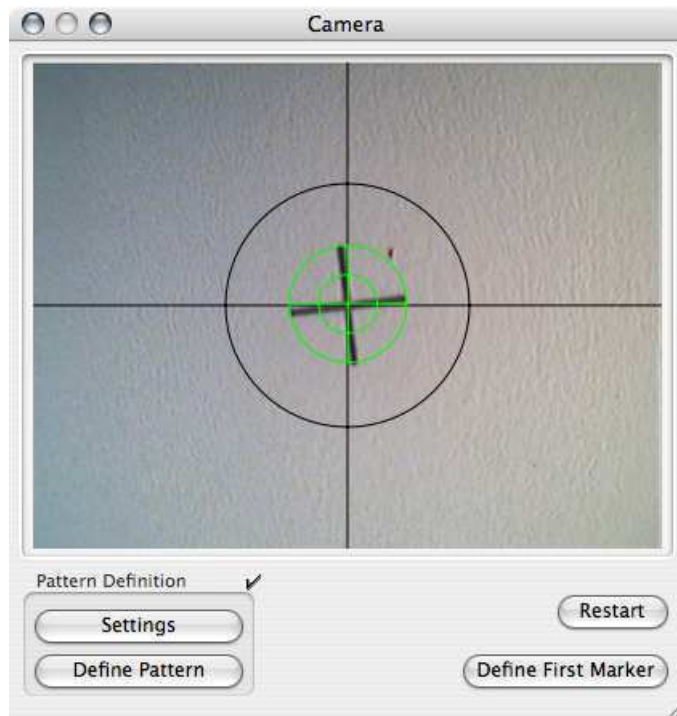 Camera
Pattern Definition
Settings
Define Pattern
Restart
Define First Marker